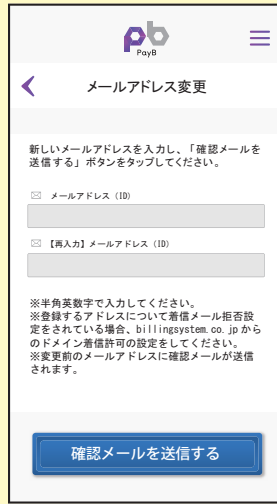 pb
PayB
メールアドレス変更
新しいメールアドレスを入力し、「確認メールを
送信する」ボタンをタップしてください。
メールアドレス（ID）
【再入力】メールアドレス（ID）
※半角英数字で入力してください。
※登録するアドレスについて着信メール拒否設
定をされている場合、billingsystem.co.jpから
のドメイン着信許可の設定をしてください。
※変更前のメールアドレスに確認メールが送信
されます。
確認メールを送信する